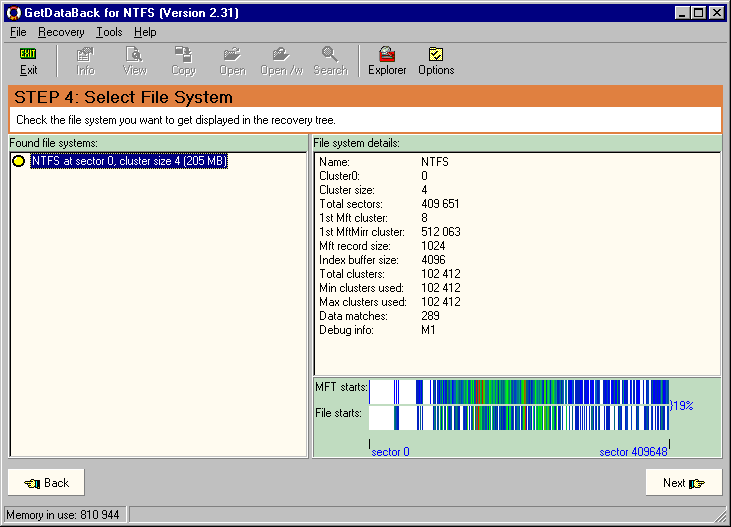 GetDataBack for NTFS (Version 2.31)
File Recovery Tools Help
EXIT
Exit Info View Copy Open Open /w Search Explorer Options
STEP 4: Select File System
Check the file system you want to get displayed in the recovery tree.
Found file systems:
NTFS at sector 0, cluster size 4 (205 MB)
File system details:
Name: NTFS
Cluster0: 0
Cluster size: 4
Total sectors: 409 651
1st Mft cluster: 8
1st MftMirr cluster: 512 063
Mft record size: 1024
Index buffer size: 4096
Total clusters: 102 412
Min clusters used: 102 412
Max clusters used: 102 412
Data matches: 289
Debug info: M1
MFT starts:
}19%
File starts:
sector 0 sector 409648
Back Next
Memory in use: 810 944